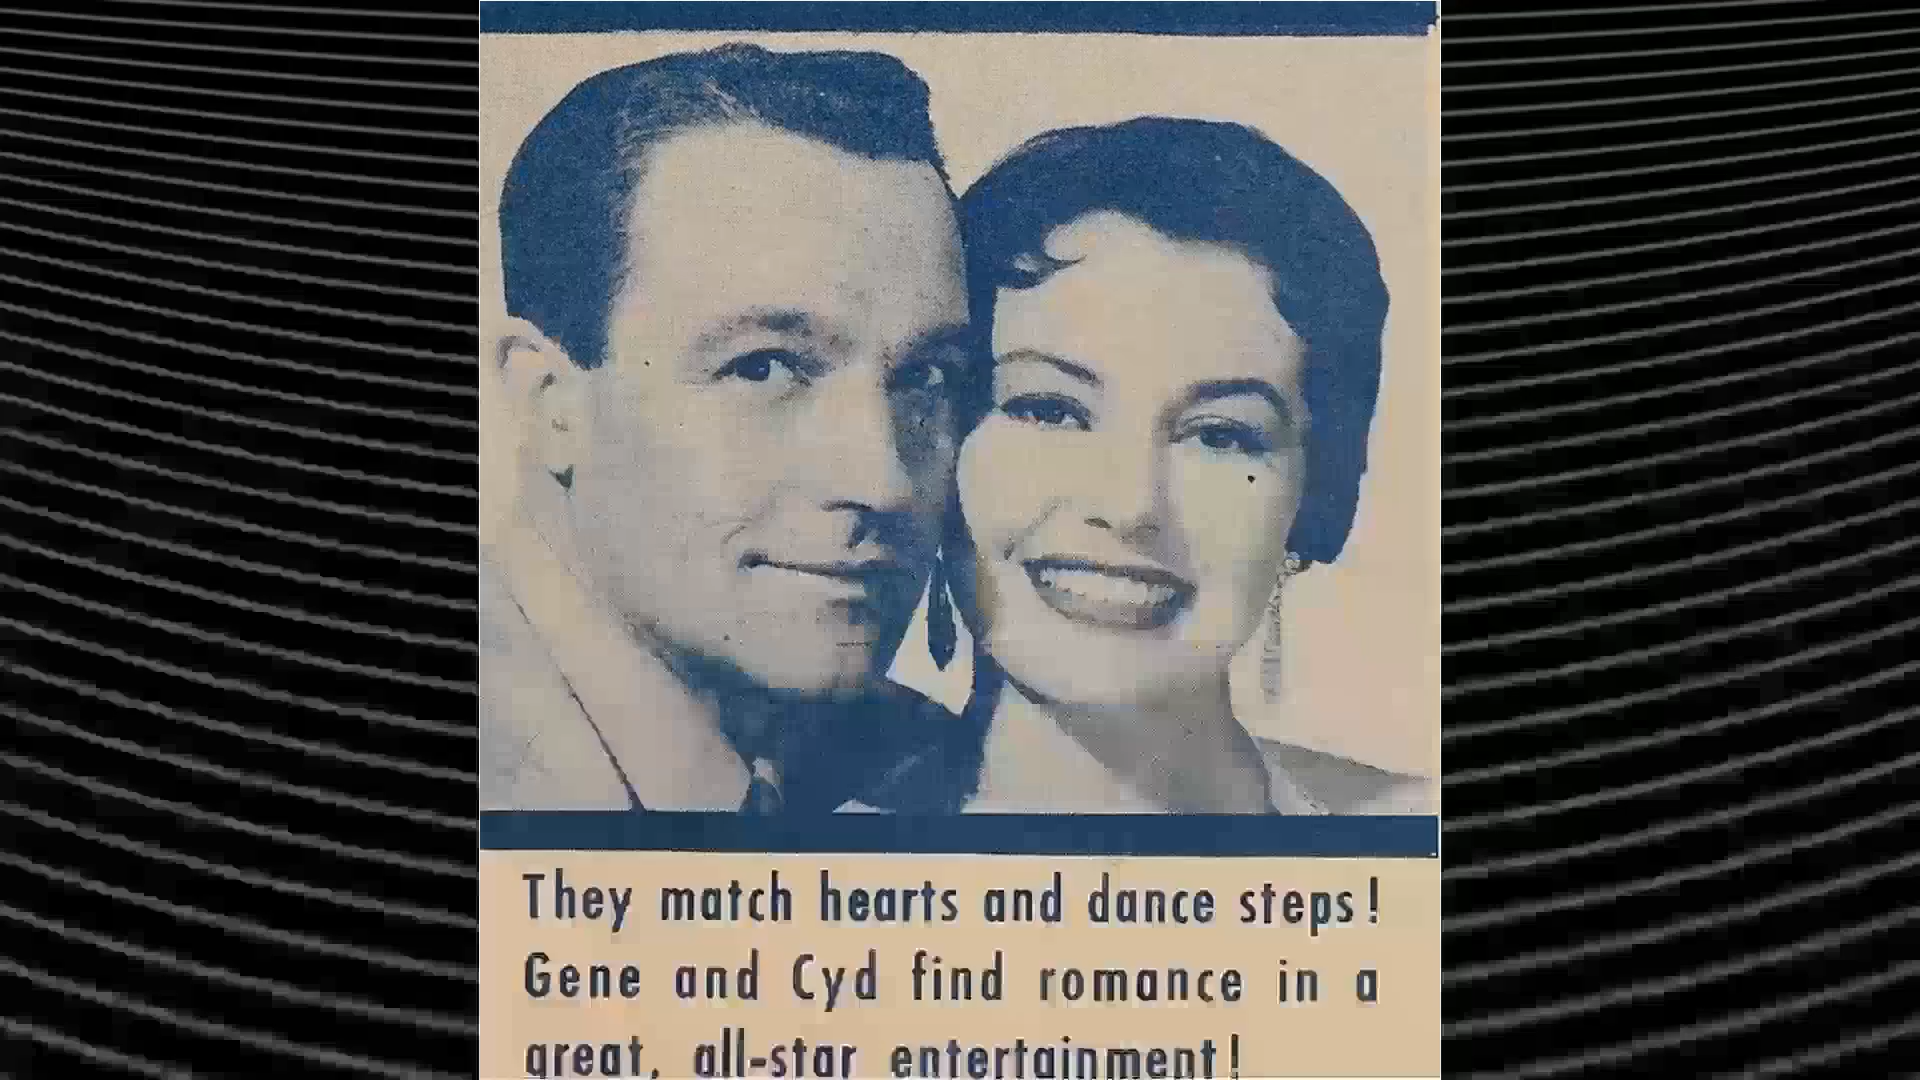 They match hearts and dance steps!
Gene and Cyd find romance in a
great, all-star entertainment!